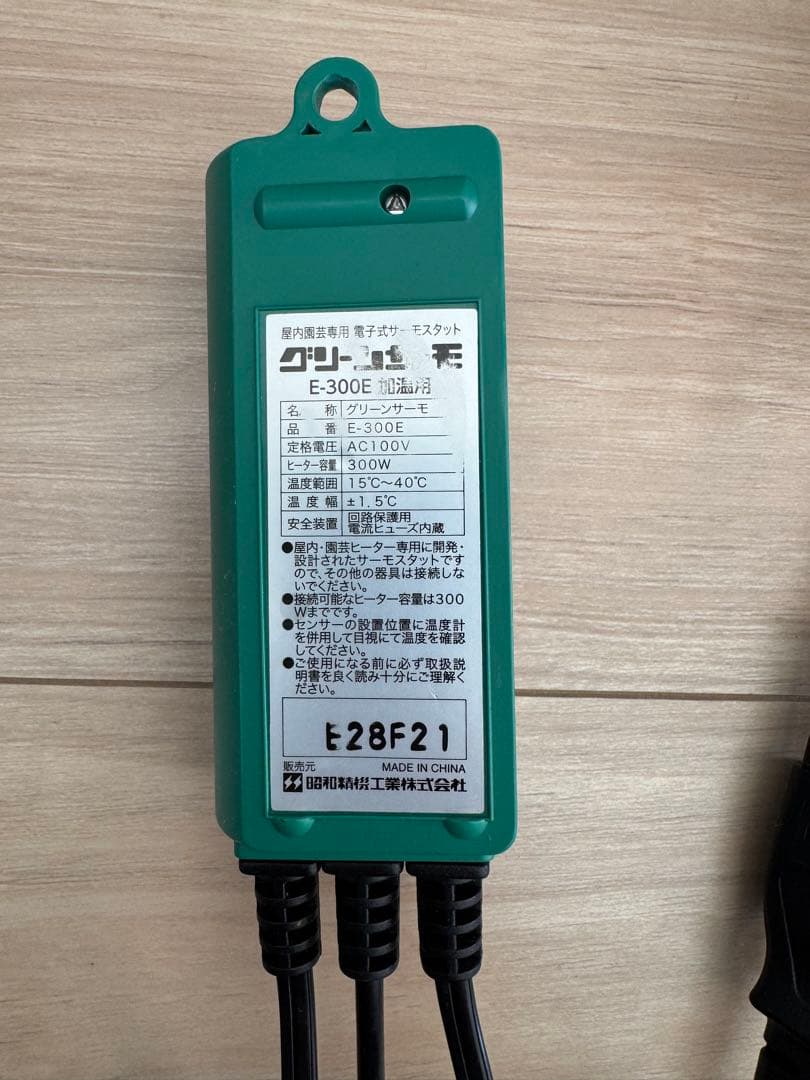 屋内園芸専用 電子式サーモスタット
グリーンサーモ
E-300E 加温用
名 称 グリーンサーモ
品 番 E-300E
定格電圧 AC100V
ヒーター容量 300W
温度範囲 15℃～40℃
温度幅 ±1.5℃
安全装置 回路保護用
電流ヒューズ内蔵
●屋内・園芸ヒーター専用に開発・
設計されたサーモスタットです
ので、その他の器具は接続しな
いでください。
●接続可能なヒーター容量は300
Wまでです。
●センサーの設置位置に温度計
を併用して目視にて温度を確認
してください。
●ご使用になる前に必ず取扱説
明書を良く読み十分にご理解く
ださい。
E28F21
販売元 MADE IN CHINA
昭和精機工業株式会社